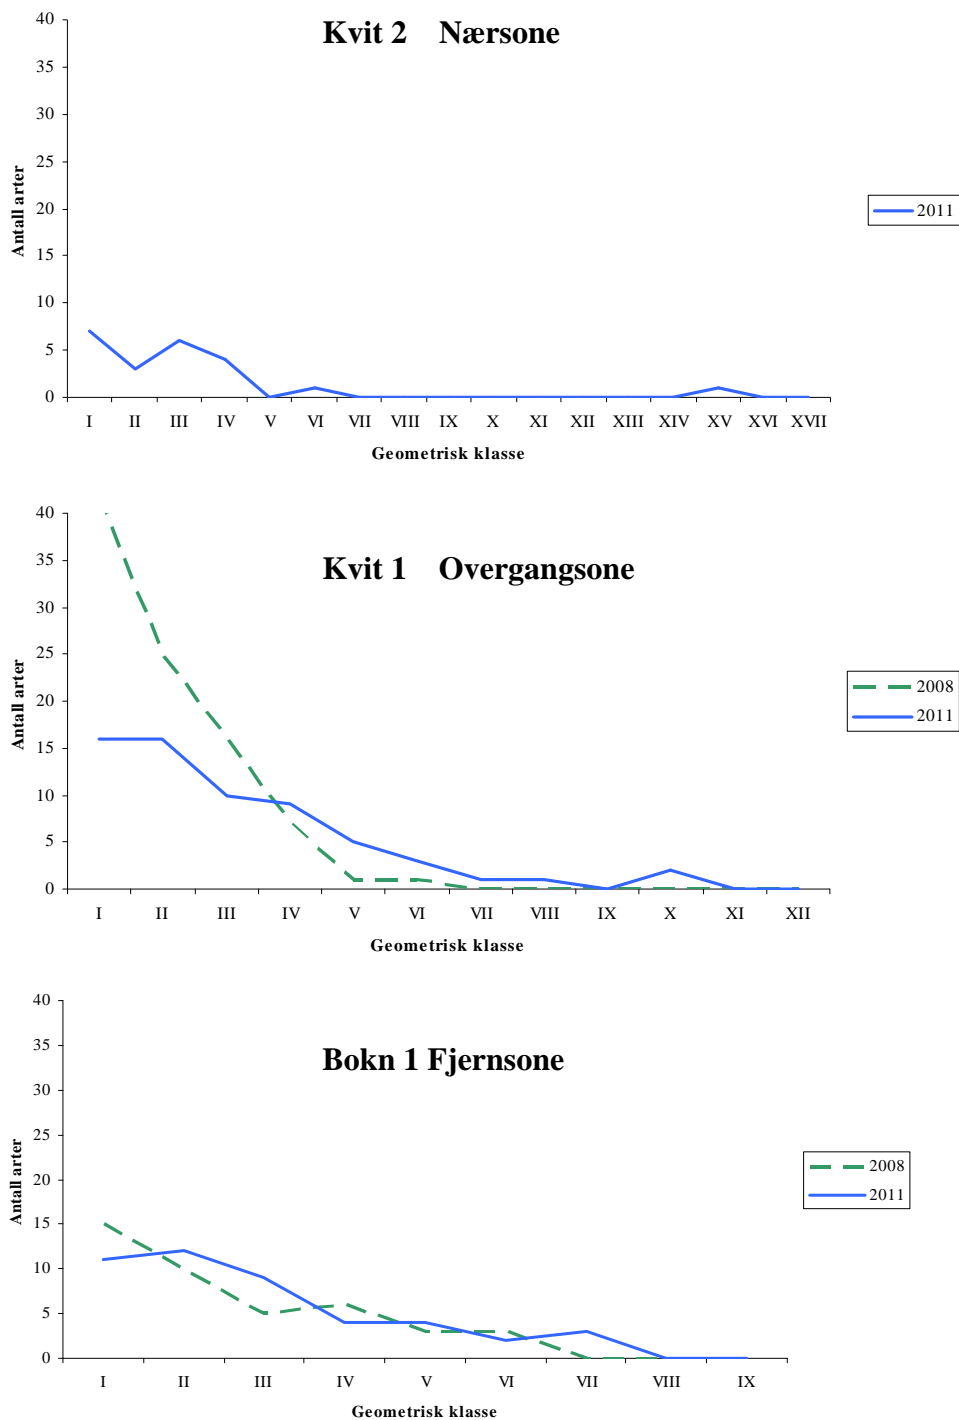 Kvit 2 Nærsone
40
35
30
25
20
15
10
5
0
Antall arter
I II III IV V VI VII VIII IX X XI XII XIII XIV XV XVI XVII
Geometrisk klasse
2011
Kvit 1 Overgangsone
40
35
30
25
20
15
10
5
0
Antall arter
I II III IV V VI VII VIII IX X XI XII
Geometrisk klasse
2008
2011
Bokn 1 Fjernsone
40
35
30
25
20
15
10
5
0
Antall arter
I II III IV V VI VII VIII IX
Geometrisk klasse
2008
2011